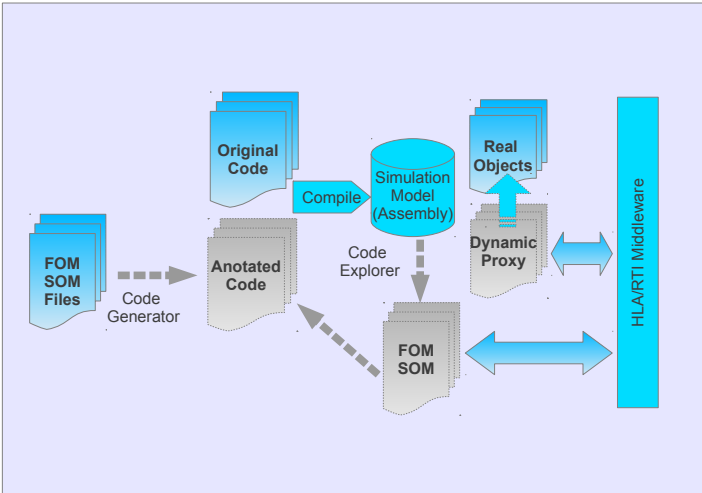 Original
Code
Compile
Simulation
Model
(Assembly)
Real
Objects
FOM
SOM
Files
Code
Generator
Anotated
Code
Code
Explorer
Dynamic
Proxy
FOM
SOM
HLA/RTI Middleware